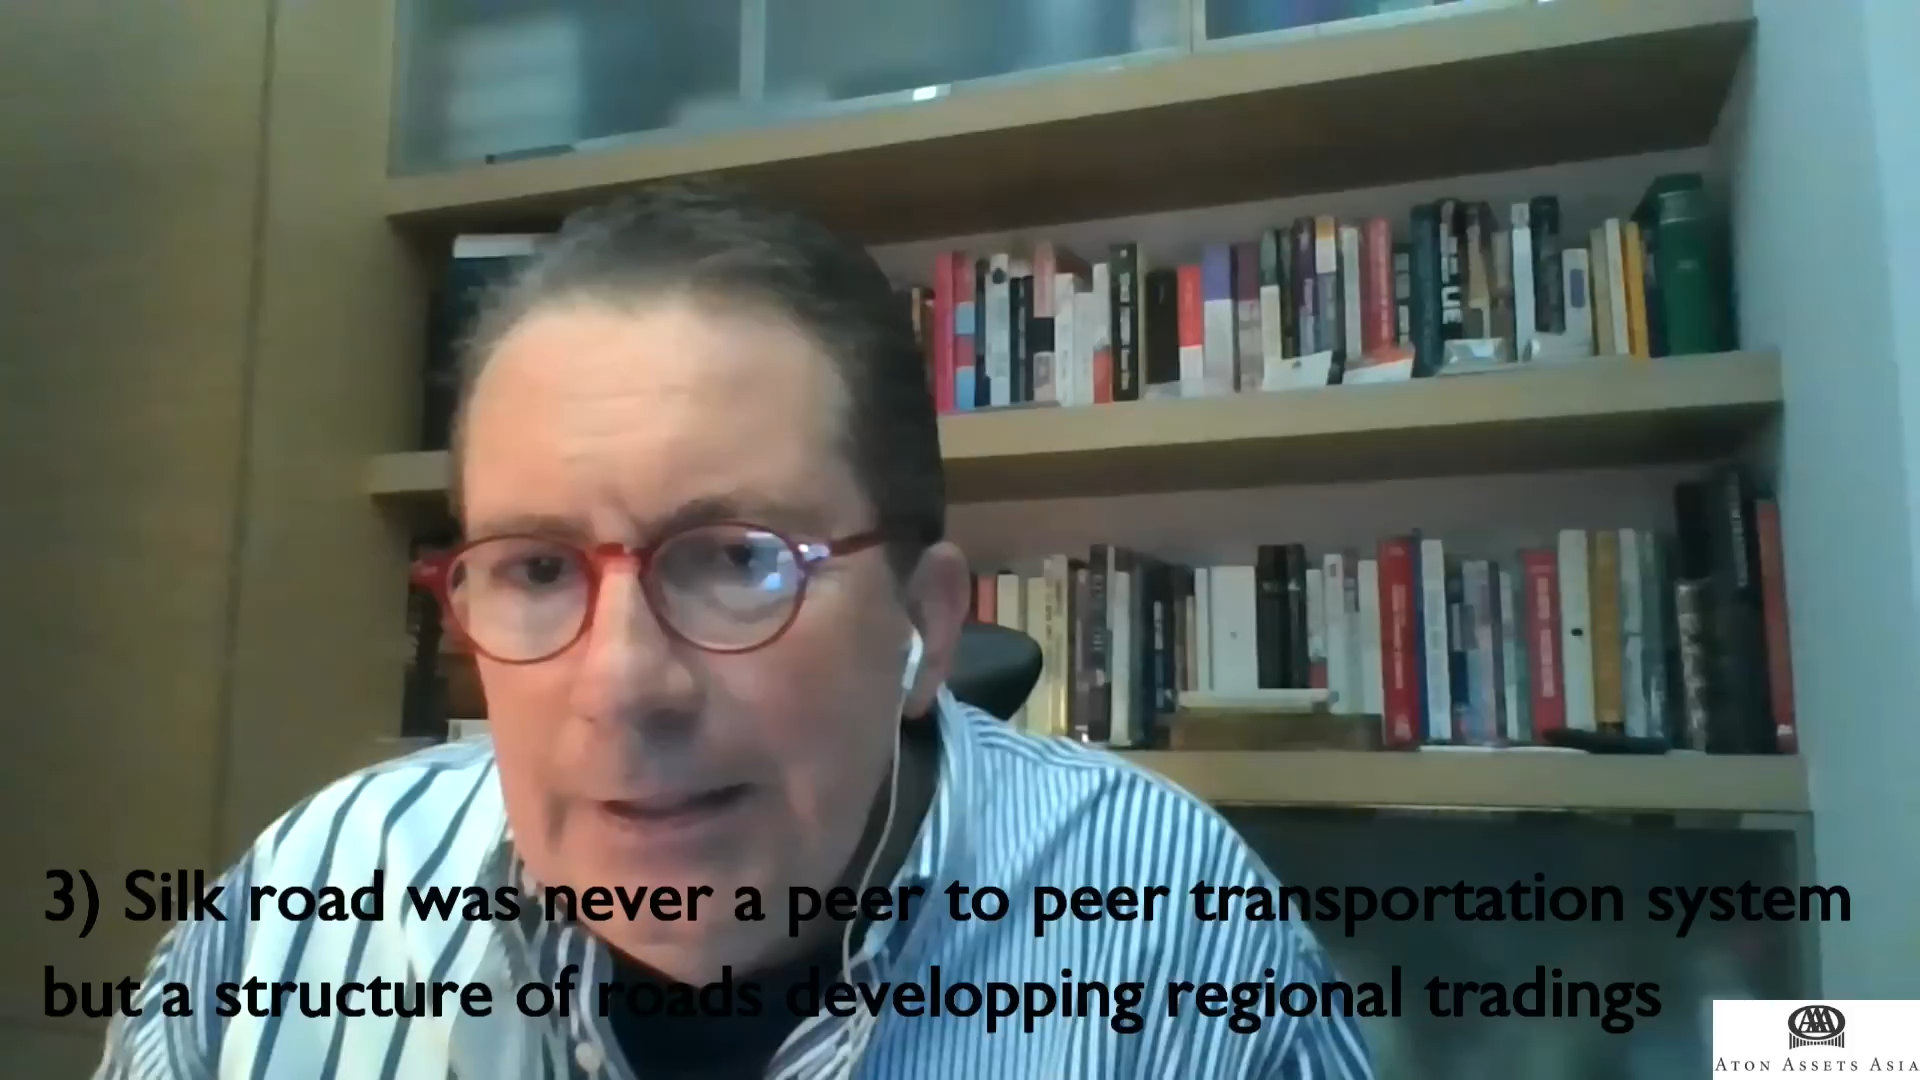 3) Silk road was never a peer to peer transportation system
but a structure of roads developping regional tradings
ATON ASSETS ASIA